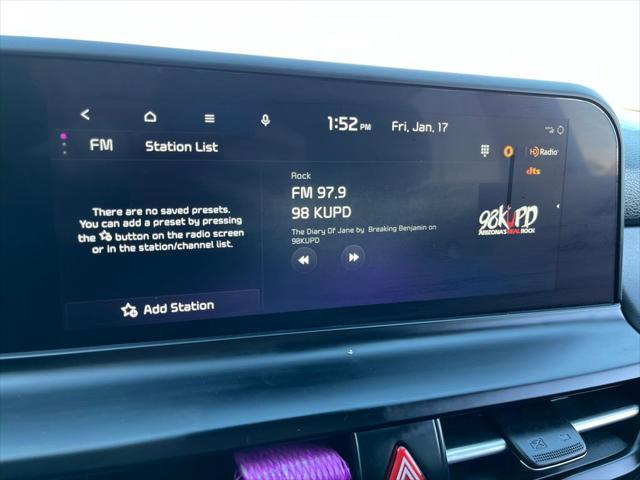 1:52 PM
Fri, Jan. 17
FM
Station List
HD Radio
dts
There are no saved presets.
You can add a preset by pressing
the button on the radio screen
or in the station/channel list.
Add Station
Rock
FM 97.9
98 KUPD
The Diary Of Jane by Breaking Benjamin on
98KUPD
98KUPD
ARIZONA'S REAL ROCK